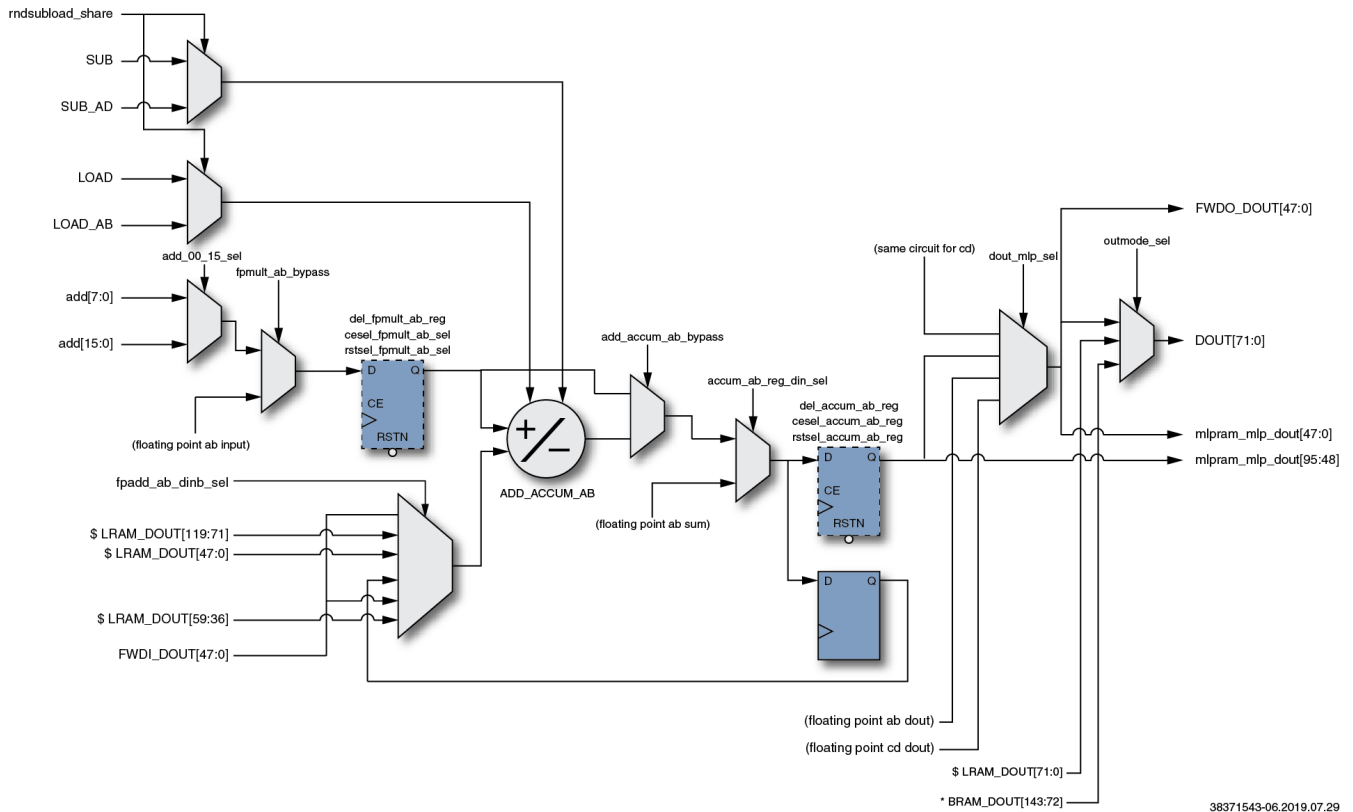 rndsubload_share
SUB
SUB_AD
LOAD
LOAD_AB
add_00_15_sel
fpmult_ab_bypass
add[7:0]
add[15:0]
(floating point ab input)
del_fpmult_ab_reg
cesel_fpmult_ab_sel
rstsel_fpmult_ab_sel
D Q
CE
RSTN
fpadd_ab_dinb_sel
$ LRAM_DOUT[119:71]
$ LRAM_DOUT[47:0]
$ LRAM_DOUT[59:36]
FWDI_DOUT[47:0]
+/−
ADD_ACCUM_AB
add_accum_ab_bypass
accum_ab_reg_din_sel
(floating point ab sum)
del_accum_ab_reg
cesel_accum_ab_reg
rstsel_accum_ab_reg
D Q
CE
RSTN
D Q
(same circuit for cd)
dout_mlp_sel
outmode_sel
FWDO_DOUT[47:0]
DOUT[71:0]
mlpram_mlp_dout[47:0]
mlpram_mlp_dout[95:48]
(floating point ab dout)
(floating point cd dout)
$ LRAM_DOUT[71:0]
* BRAM_DOUT[143:72]
38371543-06.2019.07.29